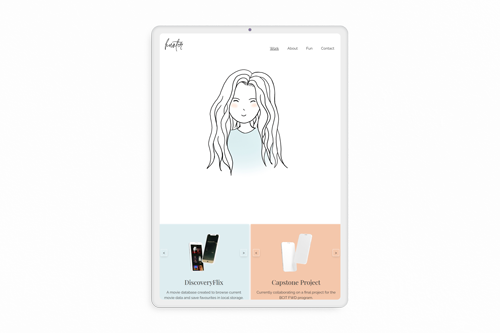 Work About Fun Contact
DiscoveryFlix
Capstone Project
A movie database created to browse current
movie data and save favourites in local storage
Currently collaborating on a final project for the
BCIT FWD program